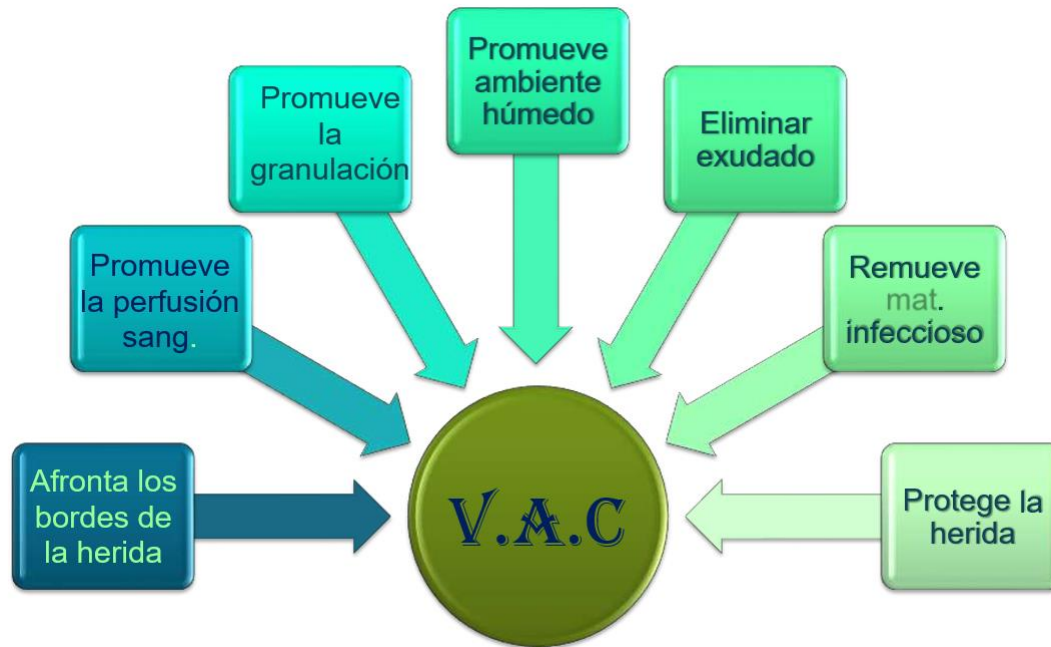 Promueve
ambiente
húmedo
Promueve
la
granulación
Eliminar
exudado
Promueve
la perfusión
sang.
Remueve
mat.
infeccioso
Afronta los
bordes de
la herida
V.A.C
Protege la
herida